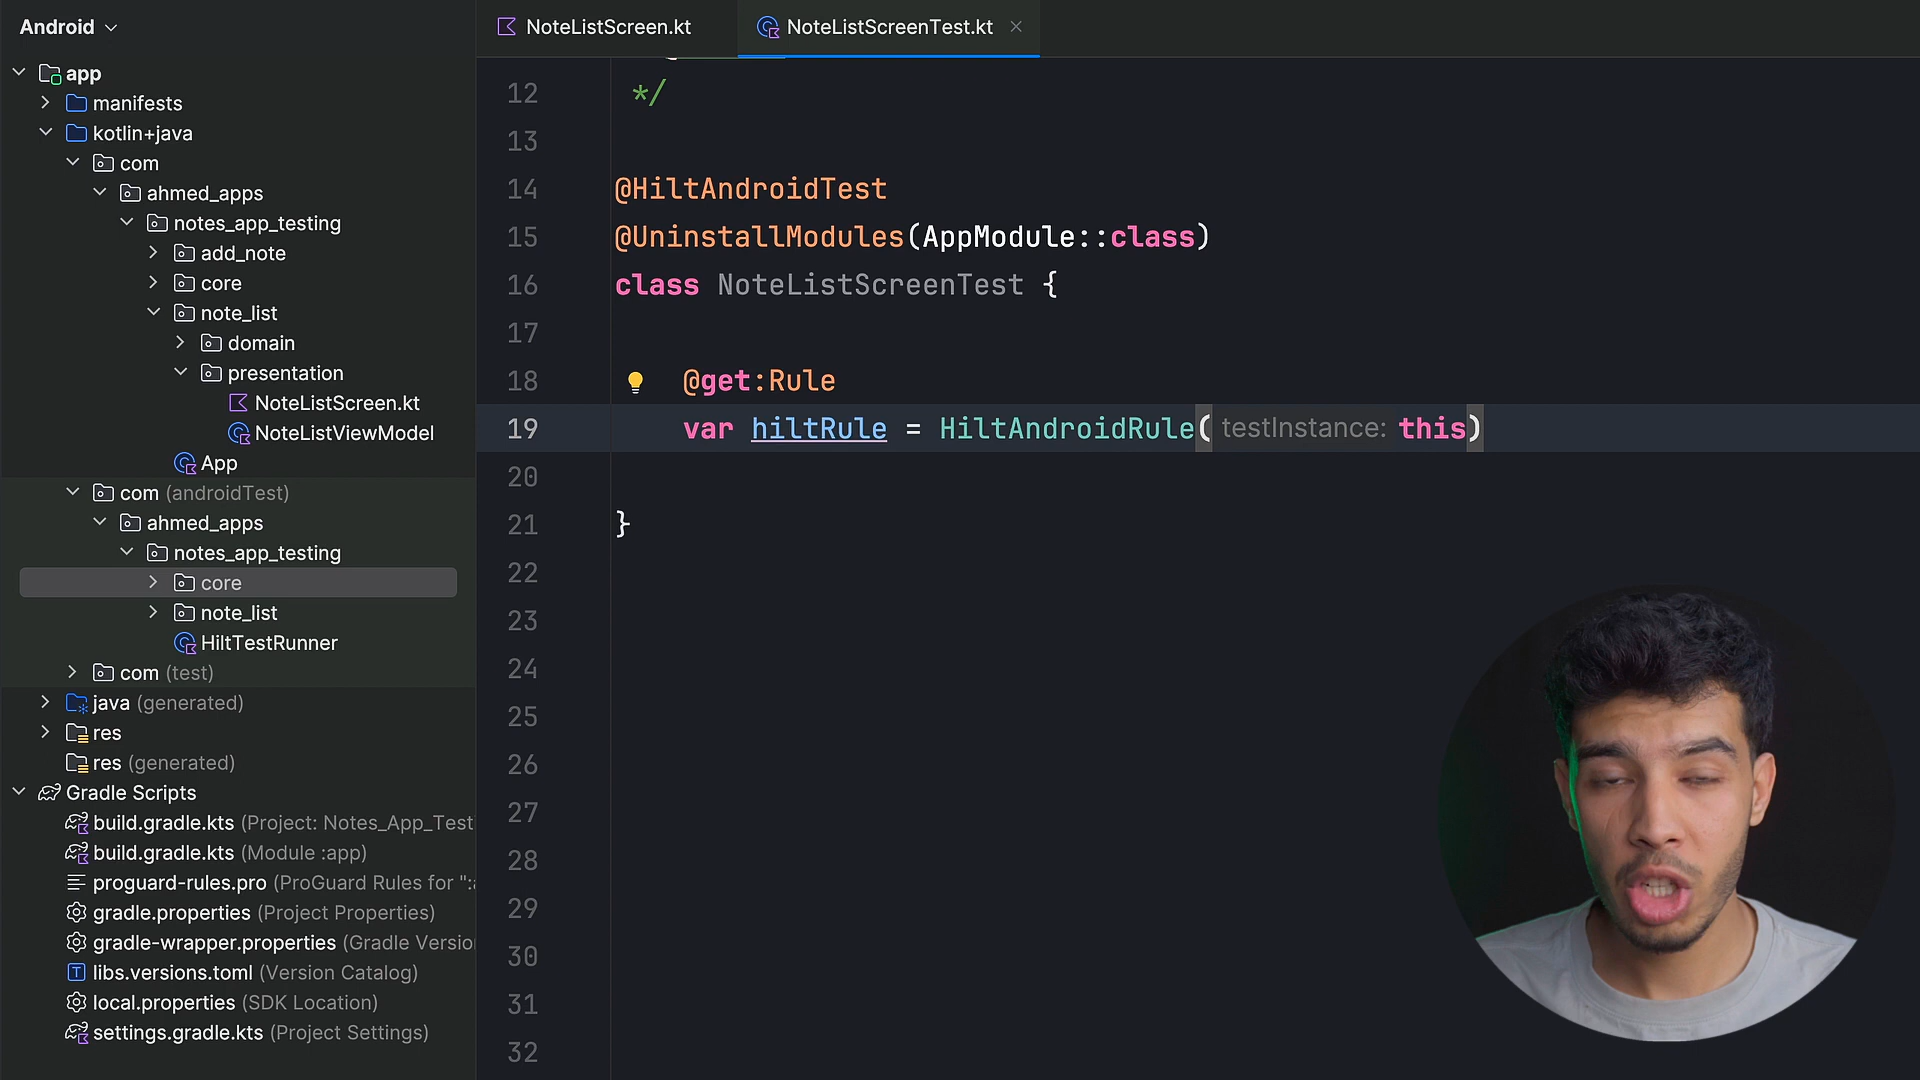 Android
app
manifests
kotlin+java
com
ahmed_apps
notes_app_testing
add_note
core
note_list
domain
presentation
NoteListScreen.kt
NoteListViewModel
App
com (androidTest)
ahmed_apps
notes_app_testing
core
note_list
HiltTestRunner
com (test)
java (generated)
res
res (generated)
Gradle Scripts
build.gradle.kts (Project: Notes_App_Test
build.gradle.kts (Module :app)
proguard-rules.pro (ProGuard Rules for ":
gradle.properties (Project Properties)
gradle-wrapper.properties (Gradle Versio
libs.versions.toml (Version Catalog)
local.properties (SDK Location)
settings.gradle.kts (Project Settings)
NoteListScreen.kt NoteListScreenTest.kt
12 */
13
14 @HiltAndroidTest
15 @UninstallModules(AppModule::class)
16 class NoteListScreenTest {
17
18 @get:Rule
19 var hiltRule = HiltAndroidRule( testInstance: this)
20
21 }
22
23
24
25
26
27
28
29
30
31
32